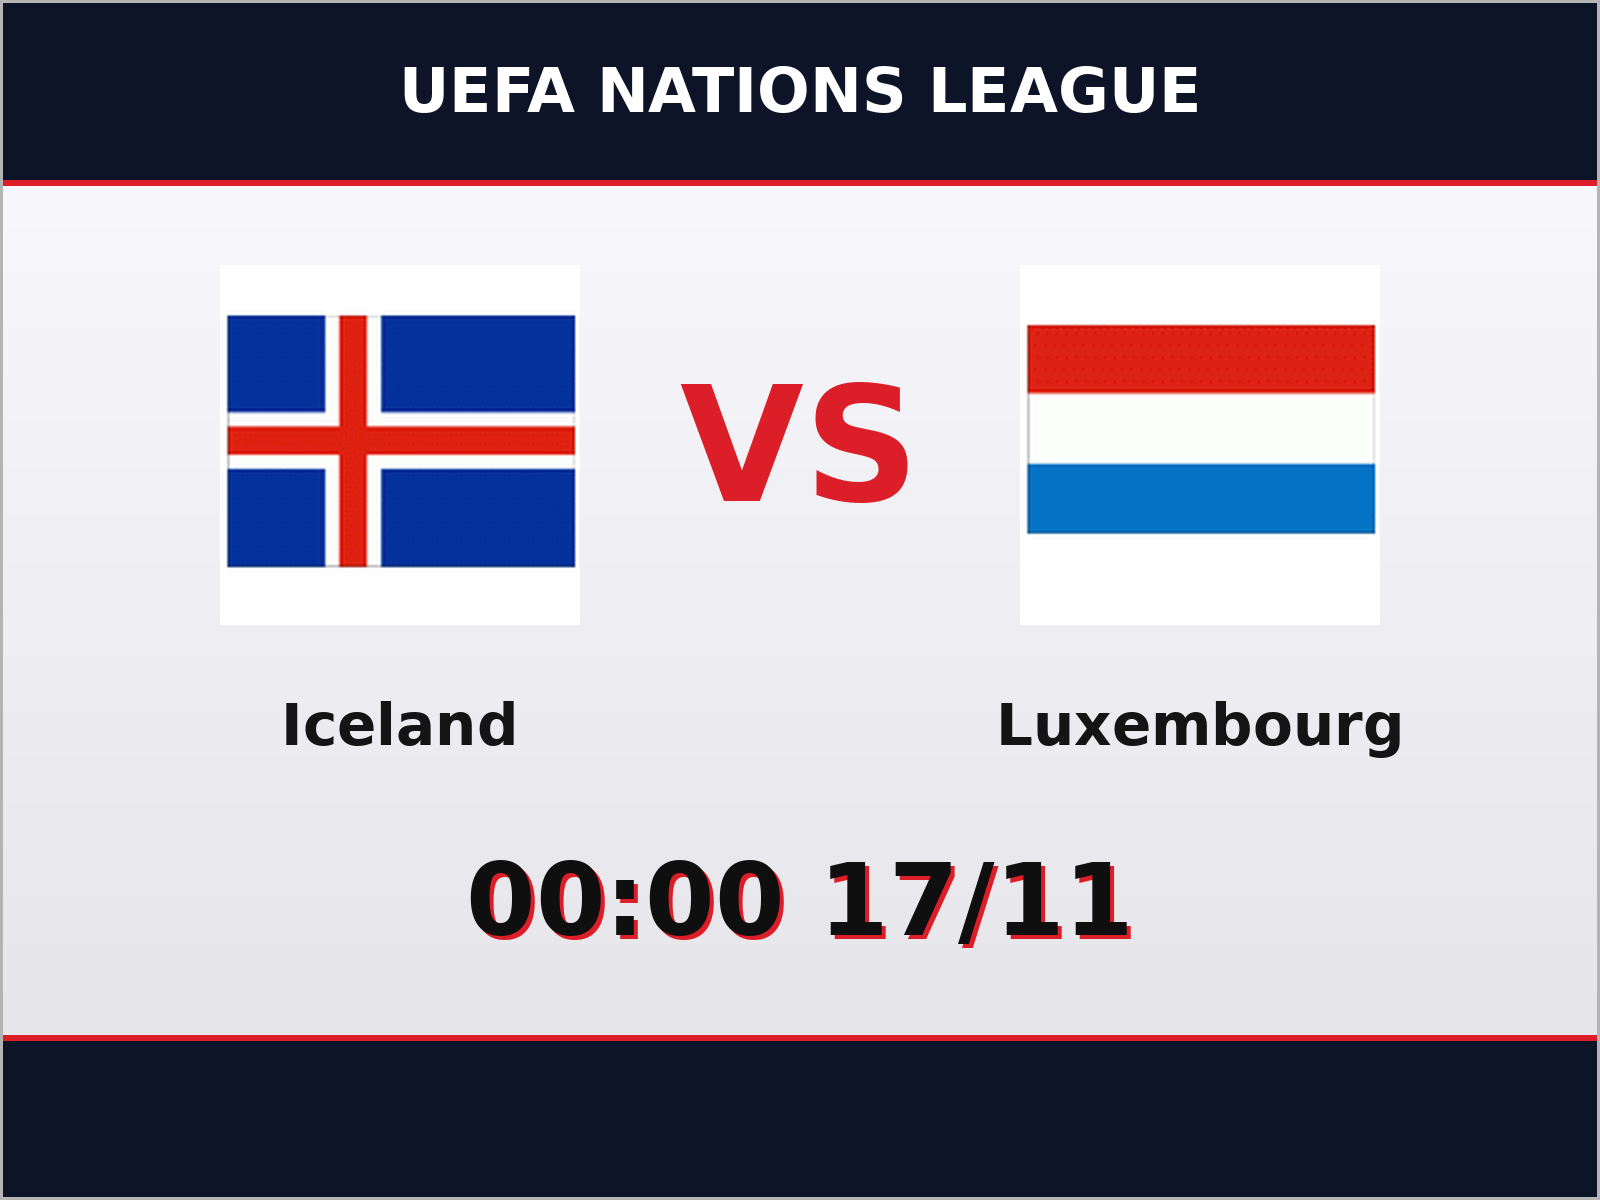 UEFA NATIONS LEAGUE
VS
Iceland
Luxembourg
00:00 17/11